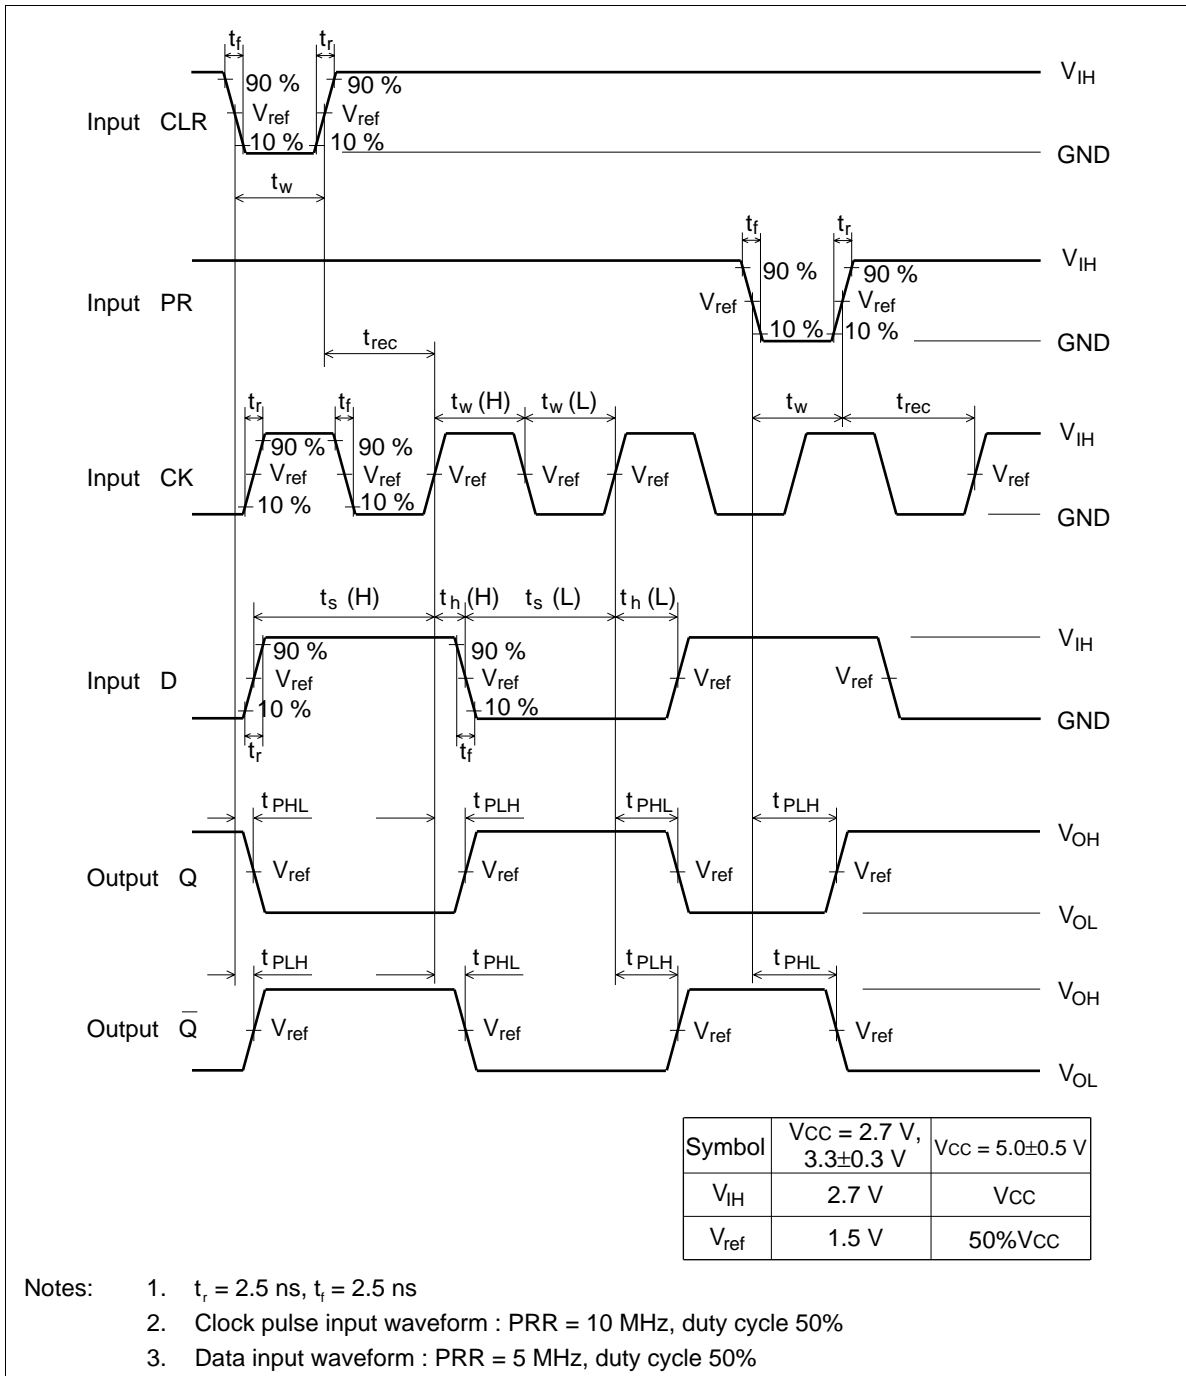 tf tr
90 % 90 % VIH
Input CLR Vref Vref
10 % 10 % GND
tw
tf tr
VIH
90 % 90 %
Input PR Vref Vref
10 % 10 %
trec GND
tr tf tw (H) tw (L) tw trec
90 % 90 % VIH
Input CK Vref Vref Vref Vref Vref Vref
10 % 10 %
GND
ts (H) th (H) ts (L) th (L)
90 % 90 % VIH
Input D Vref Vref Vref Vref
10 % 10 % GND
tr tf
tPHL tPLH tPHL tPLH
VOH
Output Q Vref Vref Vref Vref
VOL
tPLH tPHL tPLH tPHL
VOH
Output Q̅ Vref Vref Vref Vref
VOL
Symbol VCC = 2.7 V, 3.3±0.3 V VCC = 5.0±0.5 V
VIH 2.7 V VCC
Vref 1.5 V 50%VCC
Notes: 1. tr = 2.5 ns, tf = 2.5 ns
2. Clock pulse input waveform : PRR = 10 MHz, duty cycle 50%
3. Data input waveform : PRR = 5 MHz, duty cycle 50%